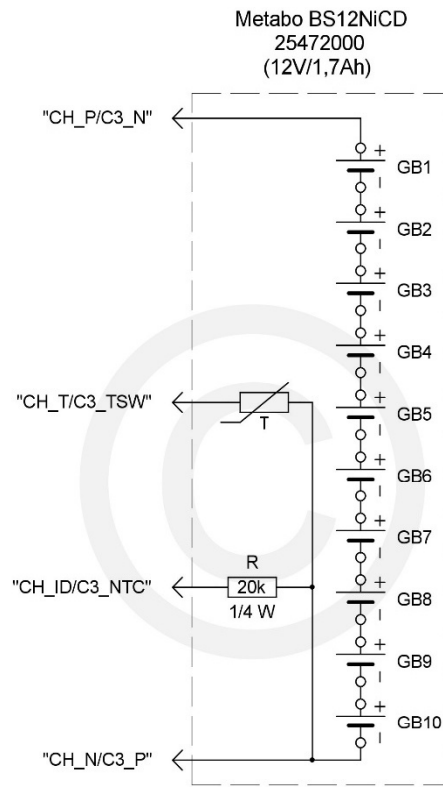 Metabo BS12NiCD
25472000
(12V/1,7Ah)
"CH_P/C3_N"
+
GB1
–
+
GB2
–
+
GB3
–
+
GB4
–
"CH_T/C3_TSW"
T
+
GB5
–
+
GB6
–
+
GB7
–
"CH_ID/C3_NTC"
R
20k
1/4 W
+
GB8
–
+
GB9
–
+
GB10
–
"CH_N/C3_P"
©